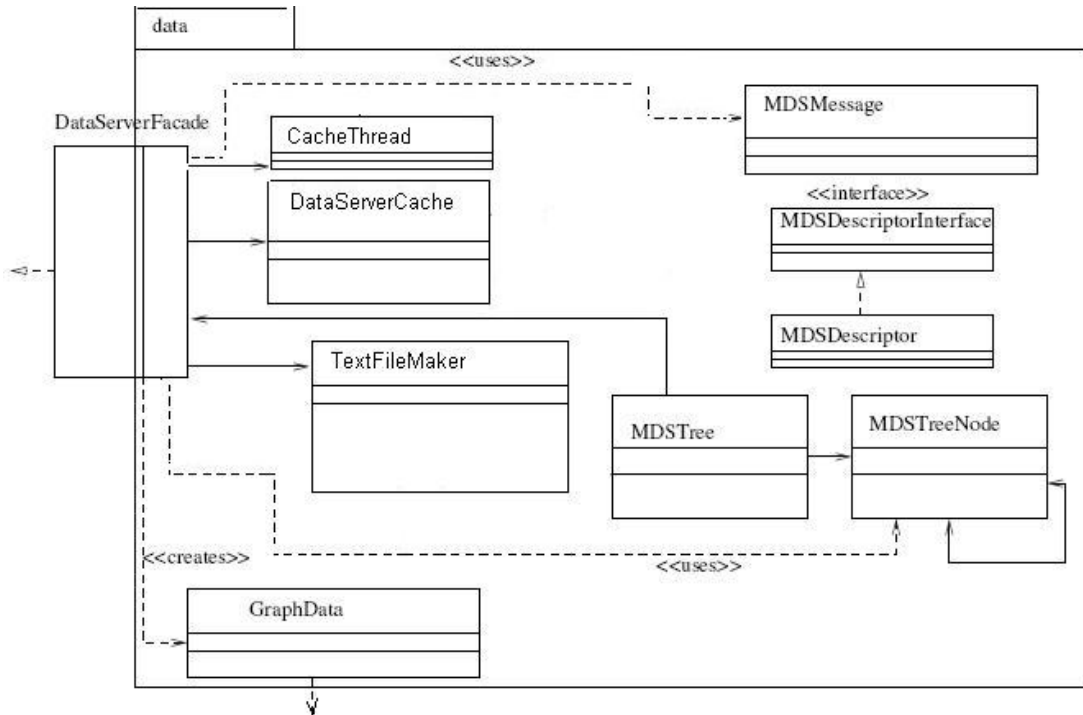 data
<<uses>>
DataServerFacade
MDSMessage
CacheThread
<<interface>>
DataServerCache
MDSDescriptorInterface
MDSDescriptor
TextFileMaker
MDSTree
MDSTreeNode
<<creates>>
<<uses>>
GraphData